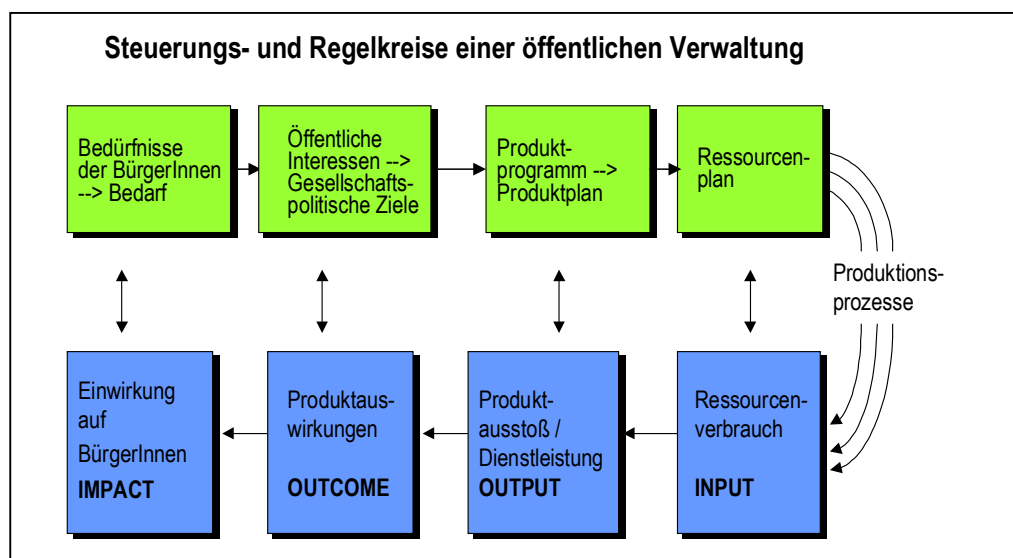 Steuerungs- und Regelkreise einer öffentlichen Verwaltung
Bedürfnisse
der BürgerInnen
--> Bedarf
Öffentliche
Interessen -->
Gesellschafts-
politische Ziele
Produkt-
programm -->
Produktplan
Ressourcen-
plan
Produktions-
prozesse
Einwirkung
auf
BürgerInnen
IMPACT
Produktaus-
wirkungen
OUTCOME
Produkt-
ausstoß /
Dienstleistung
OUTPUT
Ressourcen-
verbrauch
INPUT